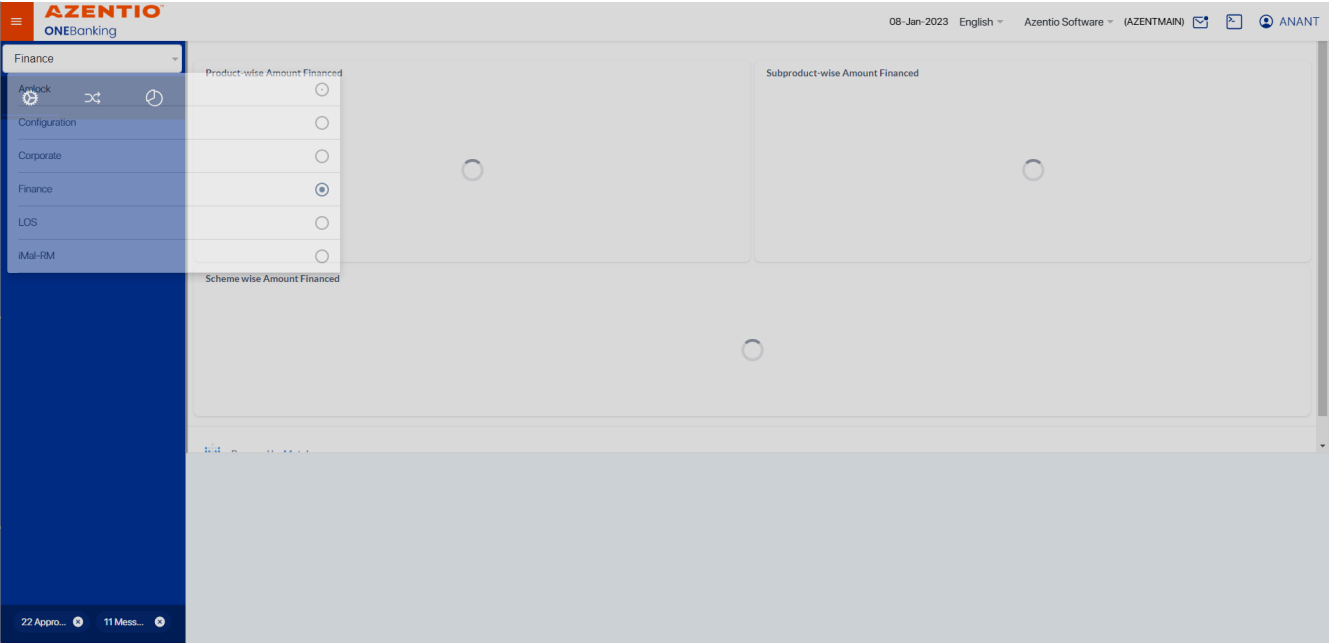 AZENTIO
ONEBanking
08-Jan-2023 English Azentio Software (AZENTMAIN) ANANT
Finance
Product-wise Amount Financed
Subproduct-wise Amount Financed
Amlock
Configuration
Corporate
Finance
LOS
iMal-RM
Scheme wise Amount Financed
22 Appro... 11 Mess...